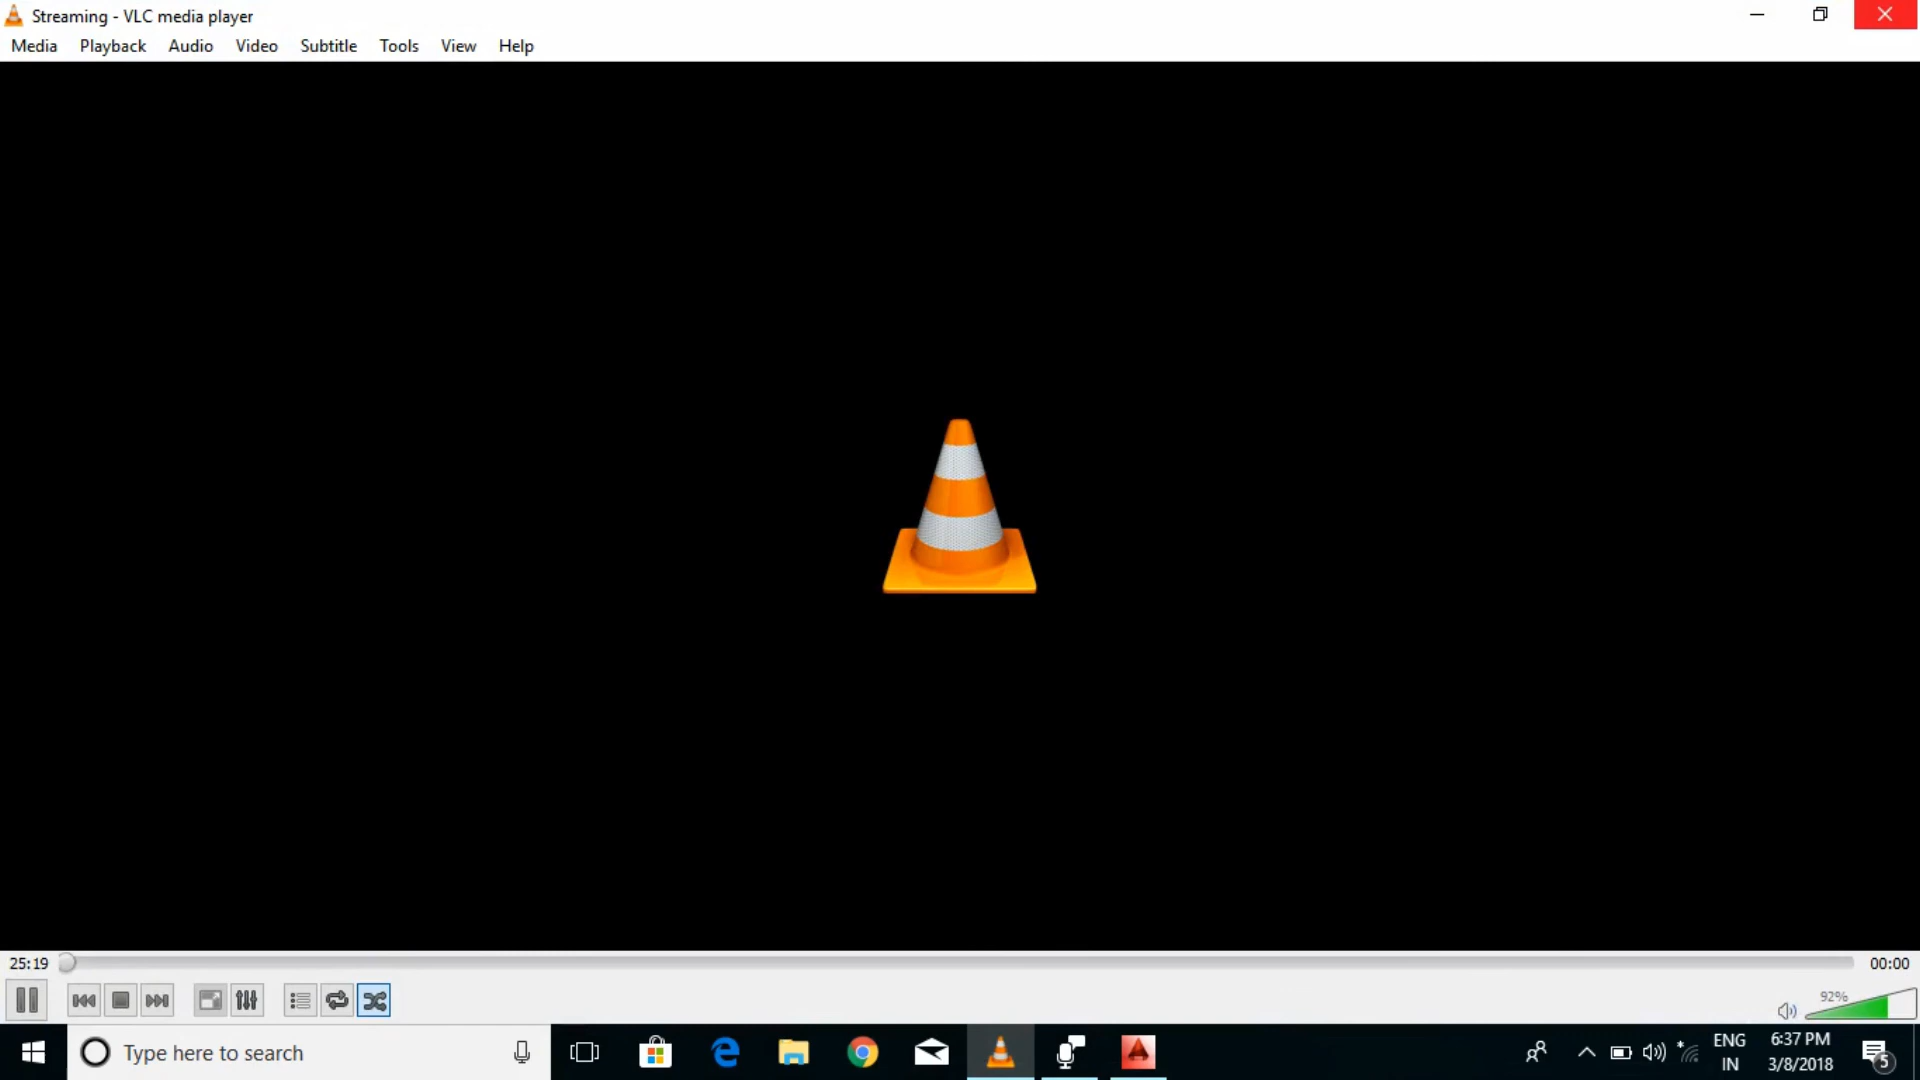 Streaming - VLC media player
Media Playback Audio Video Subtitle Tools View Help
25:19 00:00
92%
Type here to search
ENG 6:37 PM
IN 3/8/2018
5